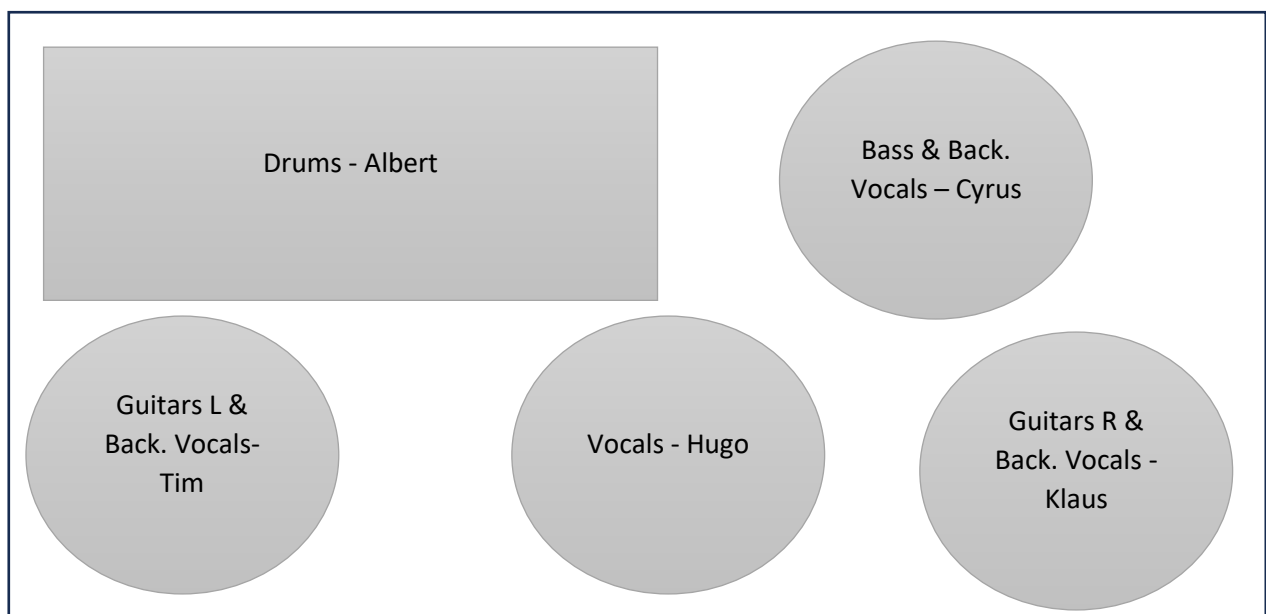 Drums - Albert
Bass & Back.
Vocals – Cyrus
Guitars L &
Back. Vocals-
Tim
Vocals - Hugo
Guitars R &
Back. Vocals -
Klaus